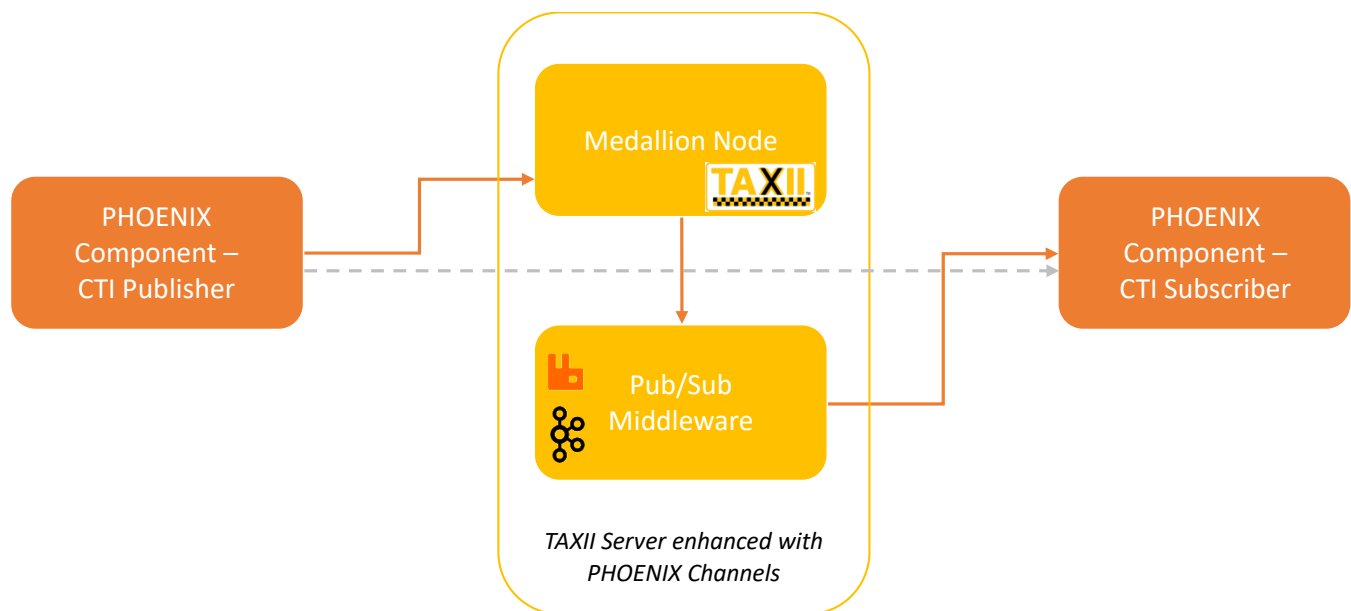 Medallion Node
TAXII
PHOENIX
Component –
CTI Publisher
PHOENIX
Component –
CTI Subscriber
Pub/Sub
Middleware
TAXII Server enhanced with
PHOENIX Channels